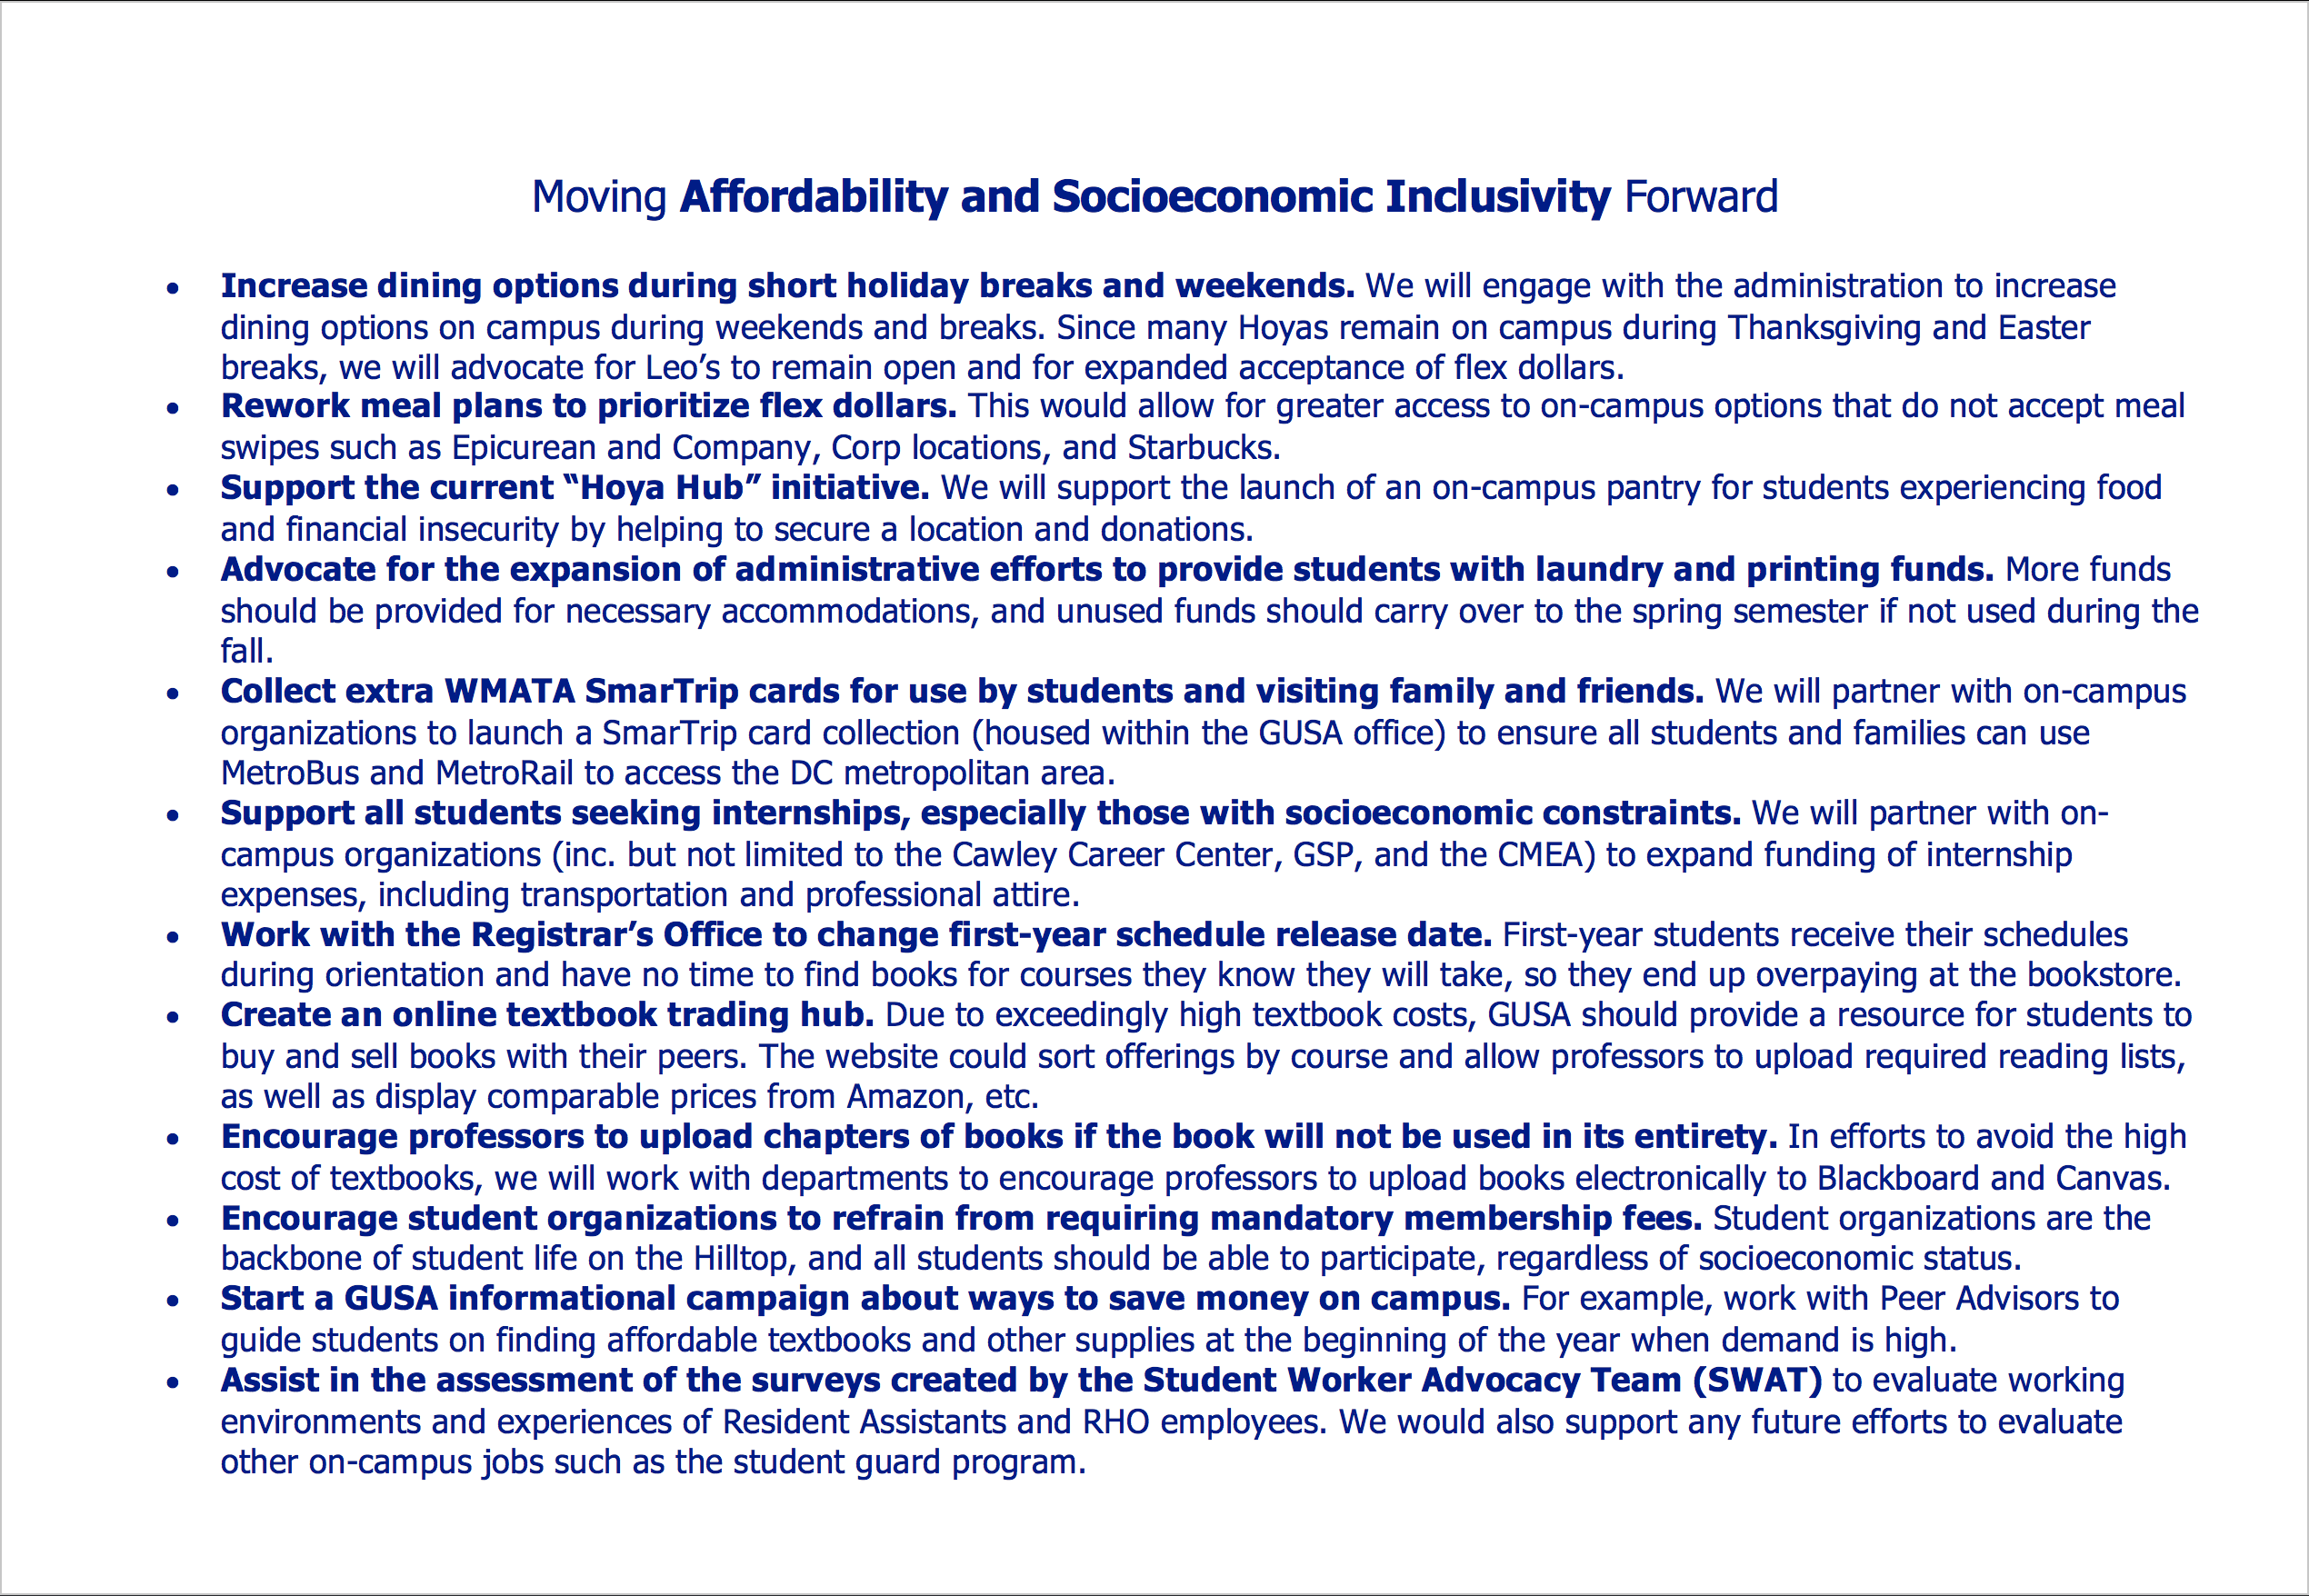 Moving Affordability and Socioeconomic Inclusivity Forward
• Increase dining options during short holiday breaks and weekends. We will engage with the administration to increase
dining options on campus during weekends and breaks. Since many Hoyas remain on campus during Thanksgiving and Easter
breaks, we will advocate for Leo’s to remain open and for expanded acceptance of flex dollars.
• Rework meal plans to prioritize flex dollars. This would allow for greater access to on-campus options that do not accept meal
swipes such as Epicurean and Company, Corp locations, and Starbucks.
• Support the current “Hoya Hub” initiative. We will support the launch of an on-campus pantry for students experiencing food
and financial insecurity by helping to secure a location and donations.
• Advocate for the expansion of administrative efforts to provide students with laundry and printing funds. More funds
should be provided for necessary accommodations, and unused funds should carry over to the spring semester if not used during the
fall.
• Collect extra WMATA SmarTrip cards for use by students and visiting family and friends. We will partner with on-campus
organizations to launch a SmarTrip card collection (housed within the GUSA office) to ensure all students and families can use
MetroBus and MetroRail to access the DC metropolitan area.
• Support all students seeking internships, especially those with socioeconomic constraints. We will partner with on-
campus organizations (inc. but not limited to the Cawley Career Center, GSP, and the CMEA) to expand funding of internship
expenses, including transportation and professional attire.
• Work with the Registrar’s Office to change first-year schedule release date. First-year students receive their schedules
during orientation and have no time to find books for courses they know they will take, so they end up overpaying at the bookstore.
• Create an online textbook trading hub. Due to exceedingly high textbook costs, GUSA should provide a resource for students to
buy and sell books with their peers. The website could sort offerings by course and allow professors to upload required reading lists,
as well as display comparable prices from Amazon, etc.
• Encourage professors to upload chapters of books if the book will not be used in its entirety. In efforts to avoid the high
cost of textbooks, we will work with departments to encourage professors to upload books electronically to Blackboard and Canvas.
• Encourage student organizations to refrain from requiring mandatory membership fees. Student organizations are the
backbone of student life on the Hilltop, and all students should be able to participate, regardless of socioeconomic status.
• Start a GUSA informational campaign about ways to save money on campus. For example, work with Peer Advisors to
guide students on finding affordable textbooks and other supplies at the beginning of the year when demand is high.
• Assist in the assessment of the surveys created by the Student Worker Advocacy Team (SWAT) to evaluate working
environments and experiences of Resident Assistants and RHO employees. We would also support any future efforts to evaluate
other on-campus jobs such as the student guard program.